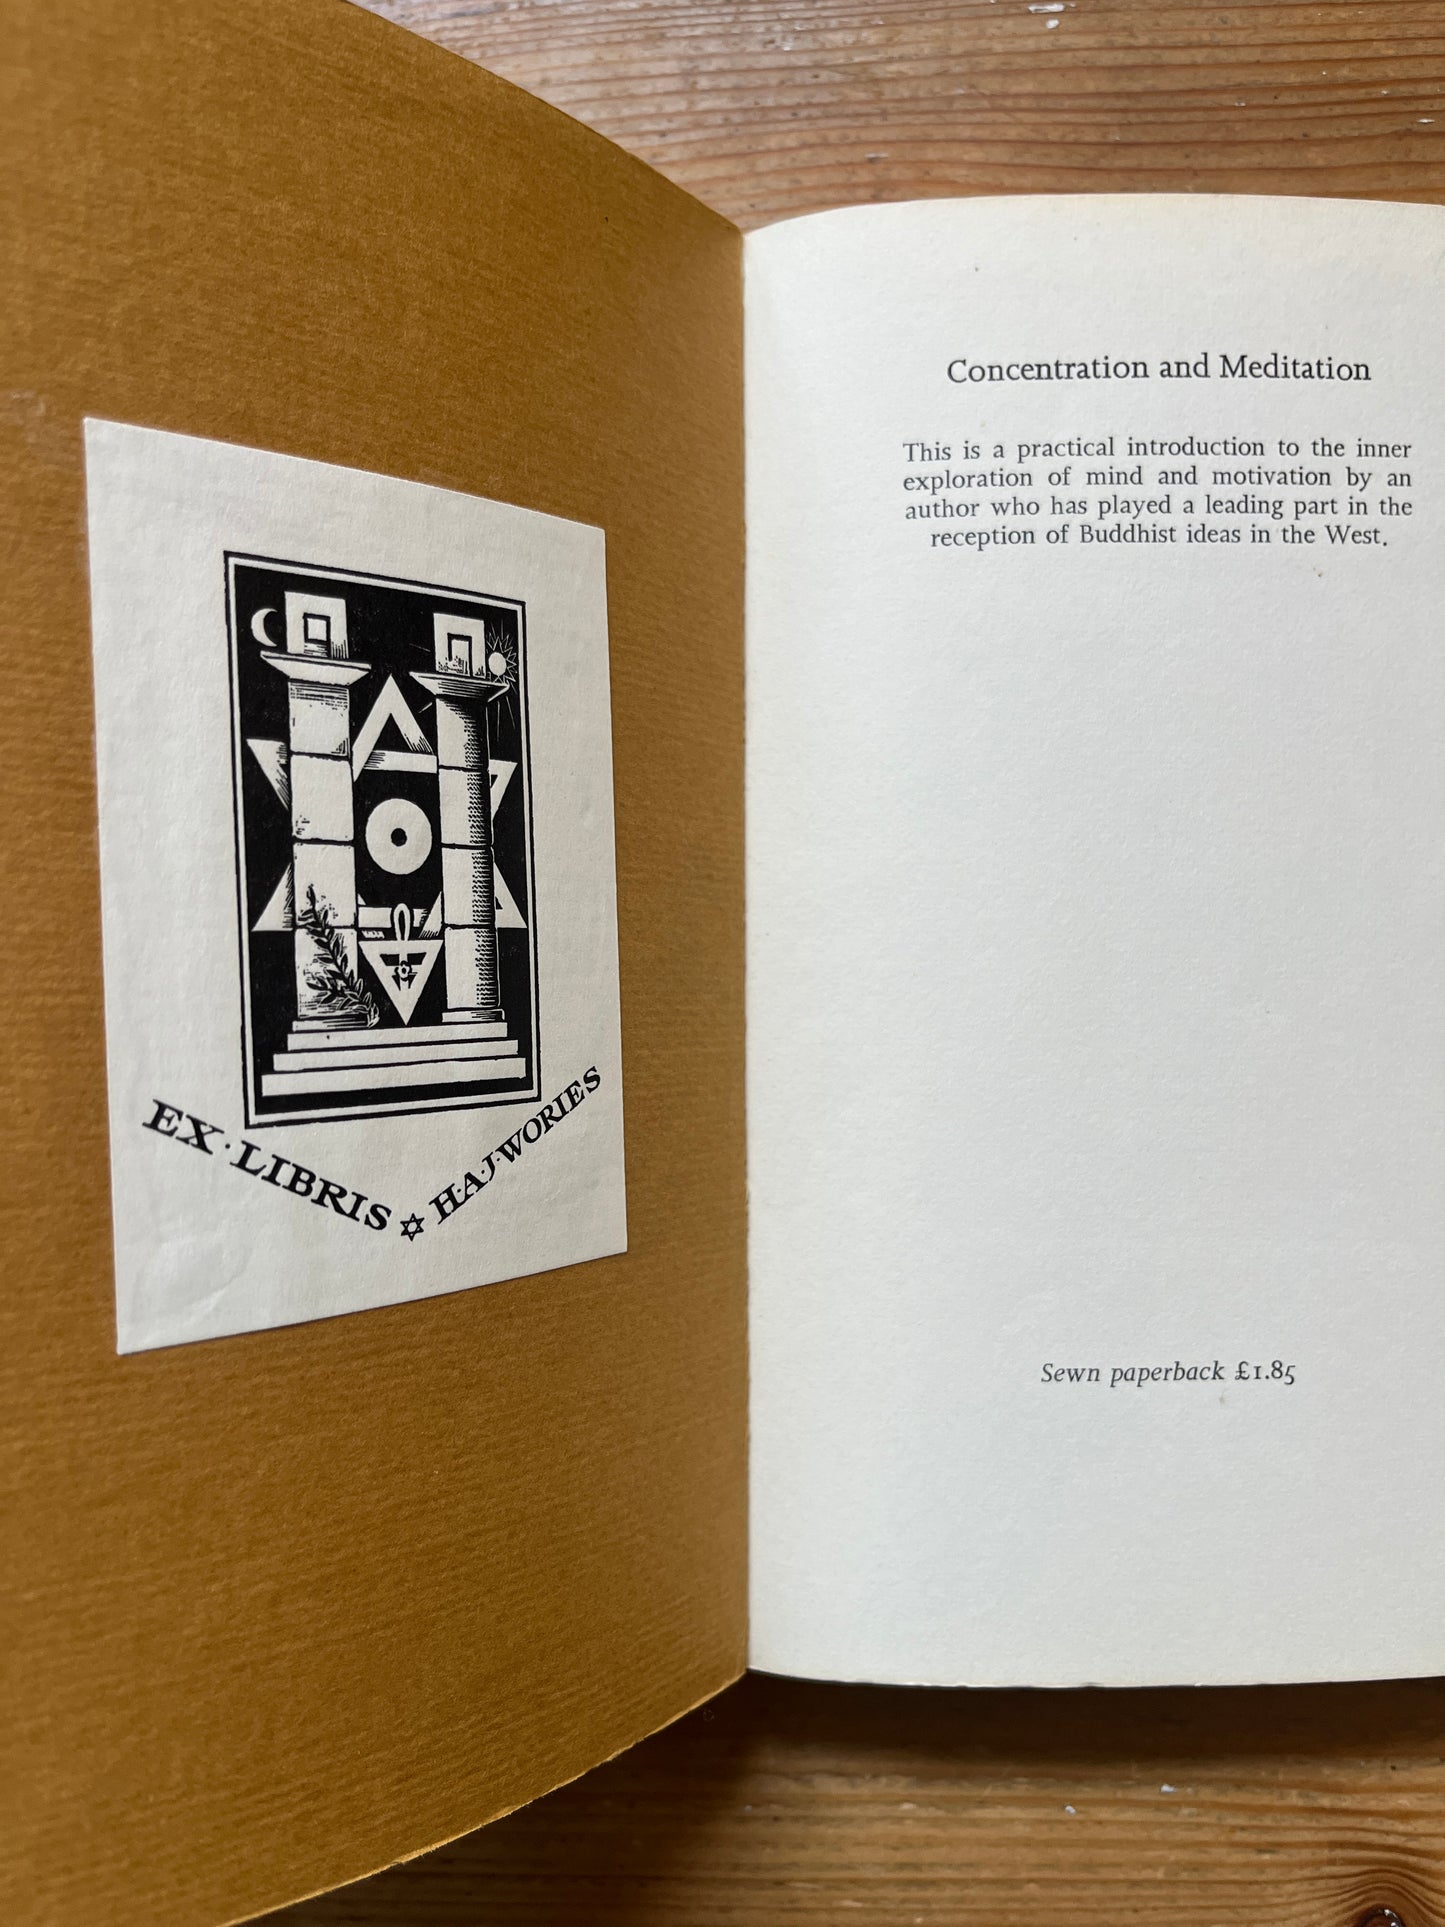 EX·LIBRIS ✡ H·A·J·WORIES
Concentration and Meditation
This is a practical introduction to the inner
exploration of mind and motivation by an
author who has played a leading part in the
reception of Buddhist ideas in the West.
Sewn paperback £1.85